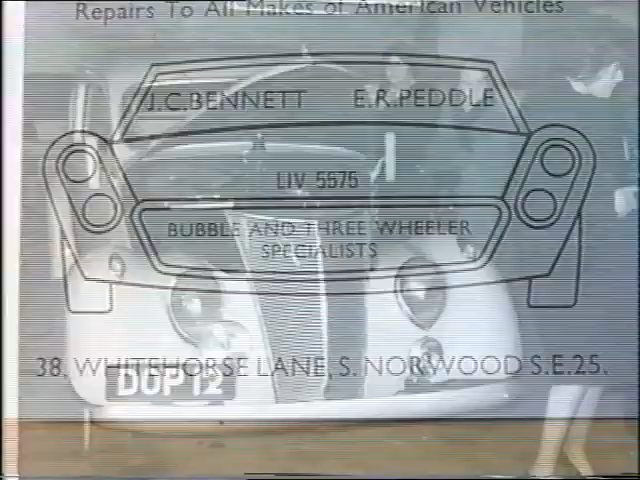 Repairs To All Makes of American Vehicles
J.C.BENNETT E.R.PEDDLE
LIV 5575
BUBBLE AND THREE WHEELER
SPECIALISTS
38, WHITEHORSE LANE, S. NORWOOD S.E.25.
DOP 12